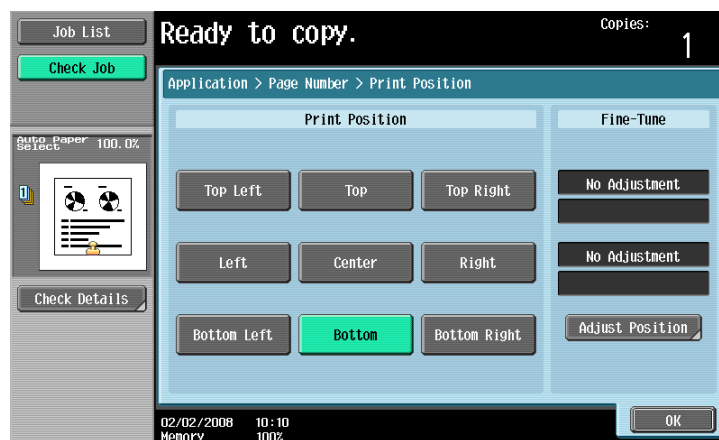 Job List
Check Job
Auto Paper
Select
100.0%
1
Check Details
Ready to copy.
Copies:
1
Application > Page Number > Print Position
Print Position
Top Left
Top
Top Right
Left
Center
Right
Bottom Left
Bottom
Bottom Right
Fine-Tune
No Adjustment
No Adjustment
Adjust Position
02/02/2008 10:10
Memory 100%
OK